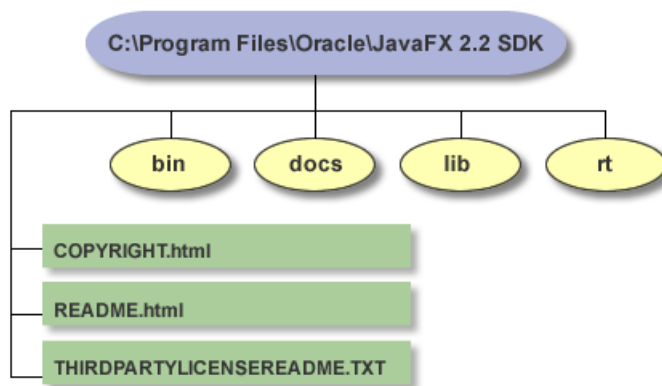 C:\Program Files\Oracle\JavaFX 2.2 SDK
bin
docs
lib
rt
COPYRIGHT.html
README.html
THIRDPARTYLICENSEREADME.TXT